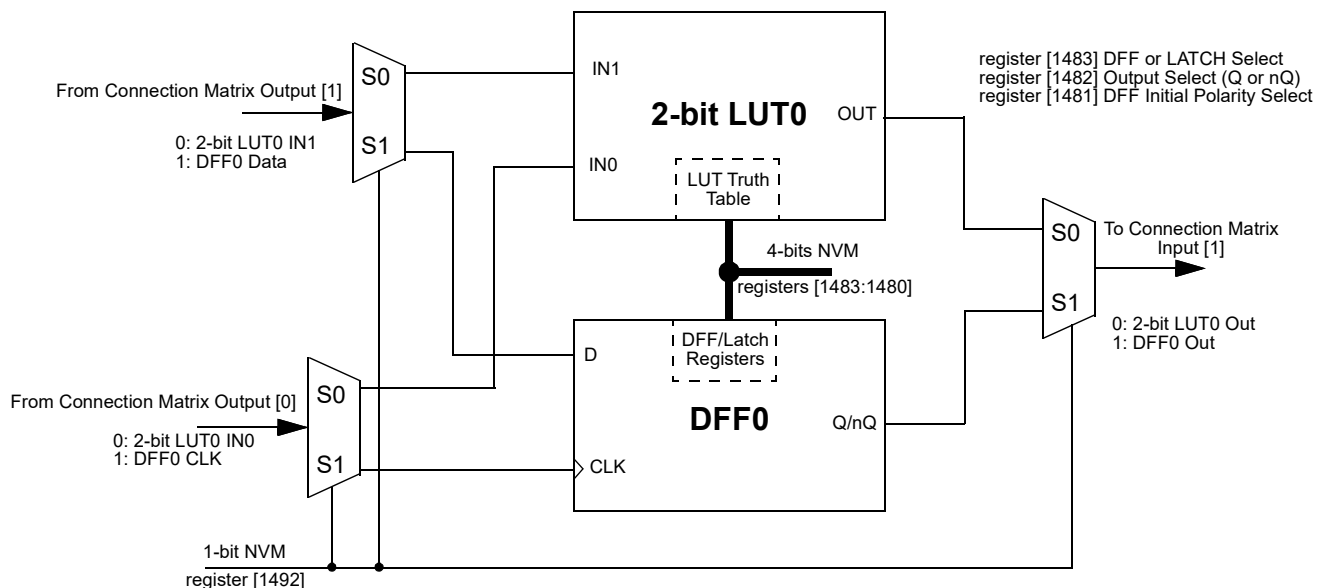 S0
IN1
register [1483] DFF or LATCH Select
register [1482] Output Select (Q or nQ)
register [1481] DFF Initial Polarity Select
From Connection Matrix Output [1]
2-bit LUT0
OUT
0: 2-bit LUT0 IN1
1: DFF0 Data
S1
IN0
LUT Truth
Table
S0
To Connection Matrix
Input [1]
4-bits NVM
registers [1483:1480]
S1
0: 2-bit LUT0 Out
1: DFF0 Out
DFF/Latch
Registers
D
From Connection Matrix Output [0]
S0
DFF0
Q/nQ
0: 2-bit LUT0 IN0
1: DFF0 CLK
S1
CLK
1-bit NVM
register [1492]